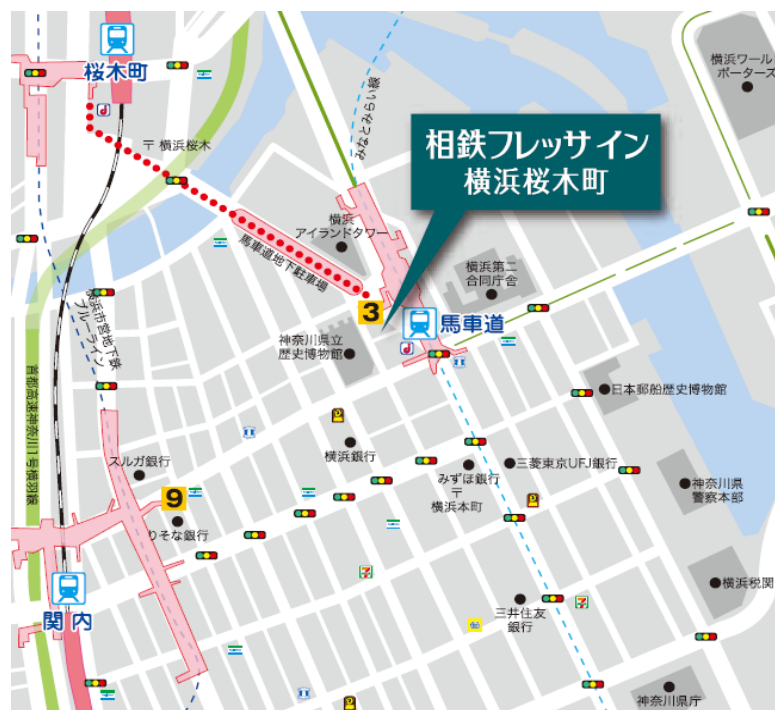 桜木町
〒横浜桜木
みなとみらい線
横浜ワールド
ポーターズ
相鉄フレッサイン
横浜桜木町
横浜
アイランドタワー
馬車道地下駐車場
横浜第二
合同庁舎
3
馬車道
神奈川県立
歴史博物館
横浜市営地下鉄
ブルーライン
首都高速神奈川1号横羽線
日本郵船歴史博物館
横浜銀行
スルガ銀行
みずほ銀行
〒
横浜本町
三菱東京UFJ銀行
神奈川県
警察本部
9
りそな銀行
関内
三井住友
銀行
横浜税関
神奈川県庁